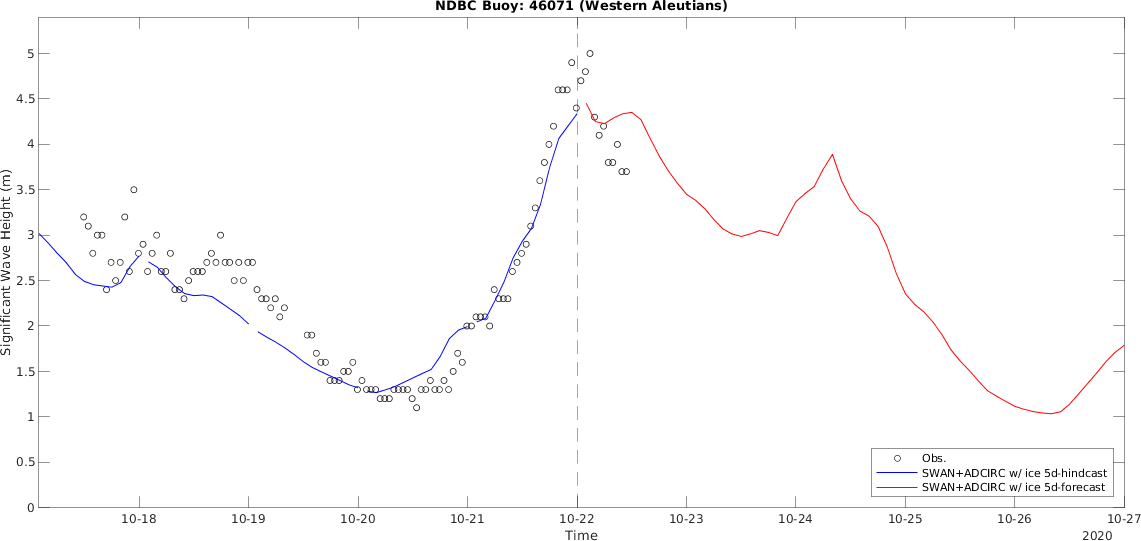 NDBC Buoy: 46071 (Western Aleutians)
Significant Wave Height (m)
5
4.5
4
3.5
3
2.5
2
1.5
1
0.5
0
Obs.
SWAN+ADCIRC w/ ice 5d-hindcast
SWAN+ADCIRC w/ ice 5d-forecast
10-18 10-19 10-20 10-21 10-22 10-23 10-24 10-25 10-26 10-27
Time
2020